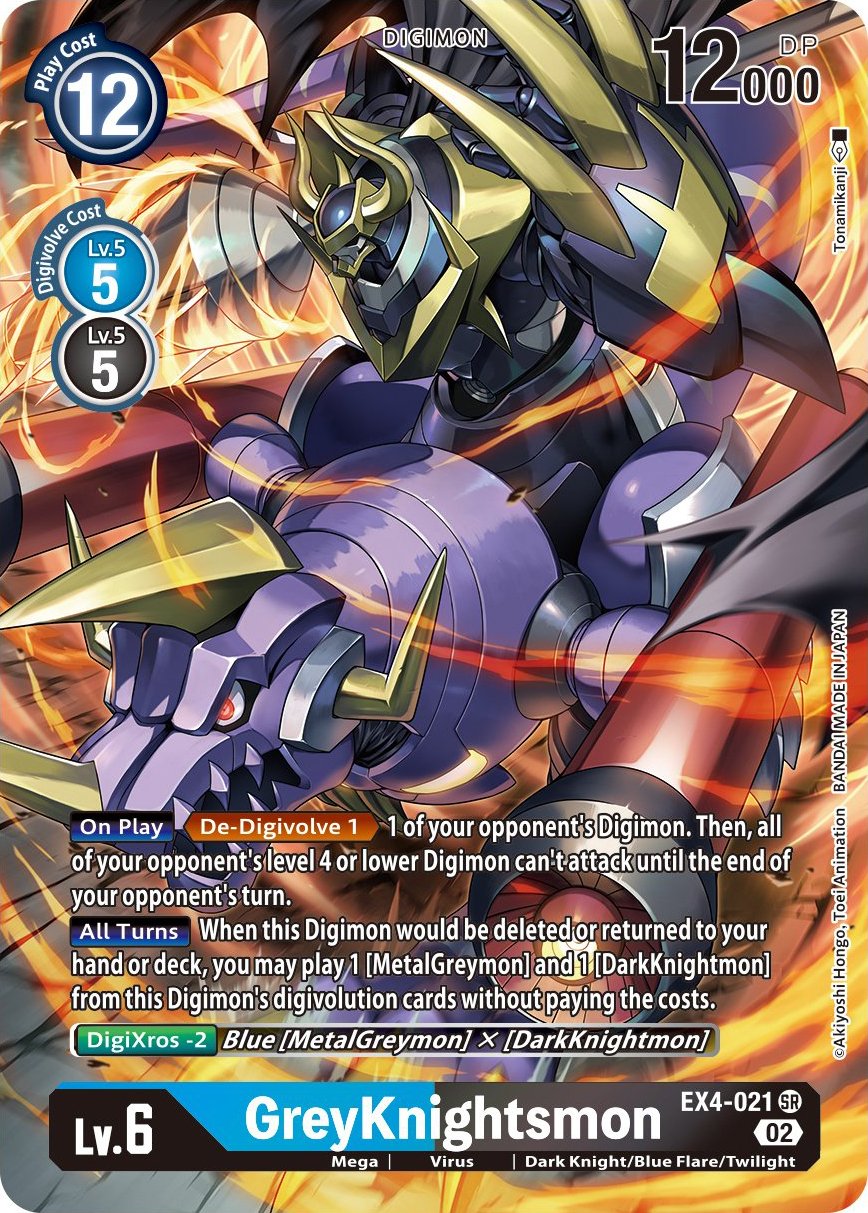 DIGIMON
Play Cost
12
12000
DP
Digivolve Cost
Lv.5
5
Lv.5
5
Tonamikanji
©Akiyoshi Hongo, Toei Animation BANDAI MADE IN JAPAN
On Play De-Digivolve 1 1 of your opponent's Digimon. Then, all
of your opponent's level 4 or lower Digimon can't attack until the end of
your opponent's turn.
All Turns When this Digimon would be deleted or returned to your
hand or deck, you may play 1 [MetalGreymon] and 1 [DarkKnightmon]
from this Digimon's digivolution cards without paying the costs.
DigiXros -2 Blue [MetalGreymon] × [DarkKnightmon]
Lv.6
GreyKnightsmon
EX4-021 SR
02
Mega | Virus | Dark Knight/Blue Flare/Twilight